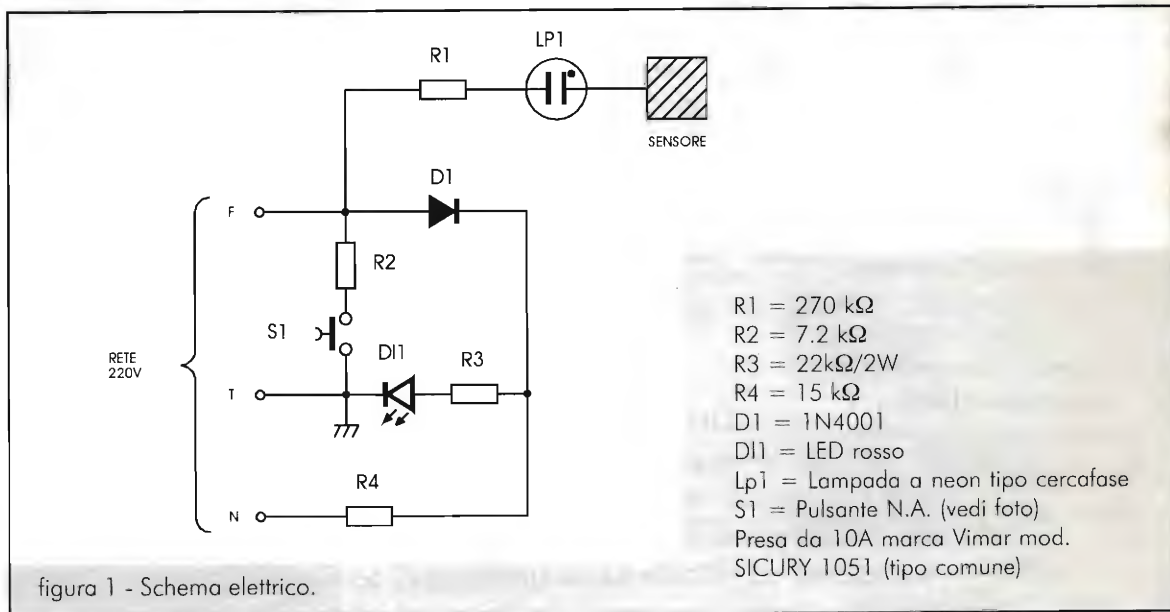 LP1
R1
SENSORE
D1
F
R2
S1
RETE
220V
DI1
R3
T
R4
N
R1 = 270 kΩ
R2 = 7.2 kΩ
R3 = 22kΩ/2W
R4 = 15 kΩ
D1 = 1N4001
DI1 = LED rosso
Lp1 = Lampada a neon tipo cercafase
S1 = Pulsante N.A. (vedi foto)
Presa da 10A marca Vimar mod.
SICURY 1051 (tipo comune)
figura 1 - Schema elettrico.